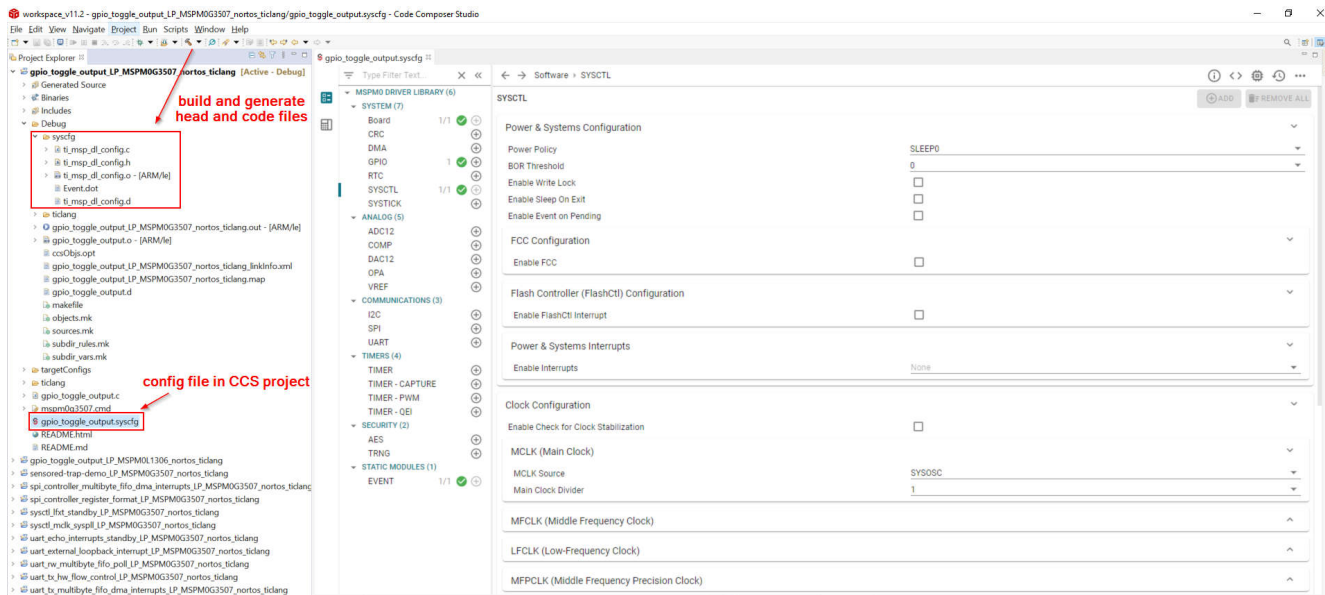 workspace_v11.2 - gpio_toggle_output_LP_MSPM0G3507_nortos_ticlang/gpio_toggle_output.syscfg - Code Composer Studio
File Edit View Navigate Project Run Scripts Window Help
Project Explorer
gpio_toggle_output_LP_MSPM0G3507_nortos_ticlang [Active - Debug]
Generated Source
Binaries
Includes
Debug
syscfg
ti_msp_dl_config.c
ti_msp_dl_config.h
ti_msp_dl_config.o - [ARM/le]
Event.dot
ti_msp_dl_config.d
ticlang
gpio_toggle_output_LP_MSPM0G3507_nortos_ticlang.out - [ARM/le]
gpio_toggle_output.o - [ARM/le]
ccsObjs.opt
gpio_toggle_output_LP_MSPM0G3507_nortos_ticlang_linkInfo.xml
gpio_toggle_output_LP_MSPM0G3507_nortos_ticlang.map
gpio_toggle_output.d
makefile
objects.mk
sources.mk
subdir_rules.mk
subdir_vars.mk
targetConfigs
ticlang
gpio_toggle_output.c
mspm0g3507.cmd
gpio_toggle_output.syscfg
README.html
README.md
gpio_toggle_output_LP_MSPM0L1306_nortos_ticlang
sensored-trap-demo_LP_MSPM0G3507_nortos_ticlang
spi_controller_multibyte_fifo_dma_interrupts_LP_MSPM0G3507_nortos_ticlang
spi_controller_register_format_LP_MSPM0G3507_nortos_ticlang
sysctl_lfxt_standby_LP_MSPM0G3507_nortos_ticlang
sysctl_mclk_syspll_LP_MSPM0G3507_nortos_ticlang
uart_echo_interrupts_standby_LP_MSPM0G3507_nortos_ticlang
uart_external_loopback_interrupt_LP_MSPM0G3507_nortos_ticlang
uart_rw_multibyte_fifo_poll_LP_MSPM0G3507_nortos_ticlang
uart_tx_hw_flow_control_LP_MSPM0G3507_nortos_ticlang
uart_tx_multibyte_fifo_dma_interrupts_LP_MSPM0G3507_nortos_ticlang
build and generate
head and code files
config file in CCS project
gpio_toggle_output.syscfg
Type Filter Text...
MSPM0 DRIVER LIBRARY (6)
SYSTEM (7)
Board 1/1
CRC
DMA
GPIO 1
RTC
SYSCTL 1/1
SYSTICK
ANALOG (5)
ADC12
COMP
DAC12
OPA
VREF
COMMUNICATIONS (3)
I2C
SPI
UART
TIMERS (4)
TIMER
TIMER - CAPTURE
TIMER - PWM
TIMER - QEI
SECURITY (2)
AES
TRNG
STATIC MODULES (1)
EVENT 1/1
Software › SYSCTL
SYSCTL
ADD REMOVE ALL
Power & Systems Configuration
Power Policy SLEEP0
BOR Threshold 0
Enable Write Lock
Enable Sleep On Exit
Enable Event on Pending
FCC Configuration
Enable FCC
Flash Controller (FlashCtl) Configuration
Enable FlashCtl Interrupt
Power & Systems Interrupts
Enable Interrupts None
Clock Configuration
Enable Check for Clock Stabilization
MCLK (Main Clock)
MCLK Source SYSOSC
Main Clock Divider 1
MFCLK (Middle Frequency Clock)
LFCLK (Low-Frequency Clock)
MFPCLK (Middle Frequency Precision Clock)